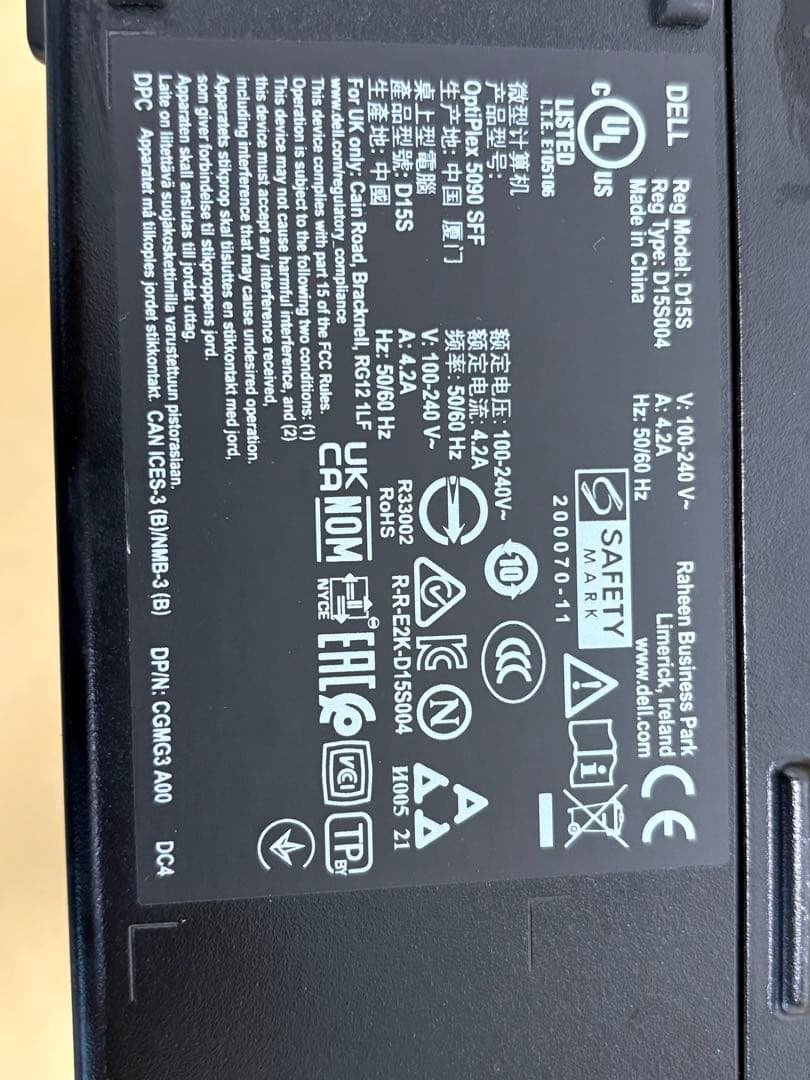 DELL
Reg Model: D15S
Reg Type: D15S004
Made in China
V: 100-240 V~
A: 4.2A
Hz: 50/60 Hz
Raheen Business Park
Limerick, Ireland
www.dell.com
CE
C UL US
LISTED
I.T.E. E105106
SAFETY
MARK
200070-11
微型计算机
产品型号:
OptiPlex 5090 SFF
生产地: 中国 厦门
桌上型電腦
產品型號: D15S
生產地: 中國
额定电压: 100-240V~
额定电流: 4.2A
频率: 50/60 Hz
V: 100-240 V~
A: 4.2A
Hz: 50/60 Hz
10
CCC
R33002
RoHS
R-R-E2K-D15S004
N
И005 21
For UK only: Cain Road, Bracknell, RG12 1LF
www.dell.com/regulatory_compliance
This device complies with part 15 of the FCC Rules.
Operation is subject to the following two conditions: (1)
This device may not cause harmful interference, and (2)
this device must accept any interference received,
including interference that may cause undesired operation.
Apparatets stikprop skal tilsluttes en stikkontakt med jord,
som giver forbindelse til stikproppens jord.
Apparaten skall anslutas till jordat uttag.
Laite on liitettävä suojakoskettimilla varustettuun pistorasiaan.
DPC Apparatet må tilkoples jordet stikkontakt. CAN ICES-3 (B)/NMB-3 (B) DP/N: CGMG3 A00 DC4
UK
CA
NOM
NYCE
EAC
VCI
TP
BY